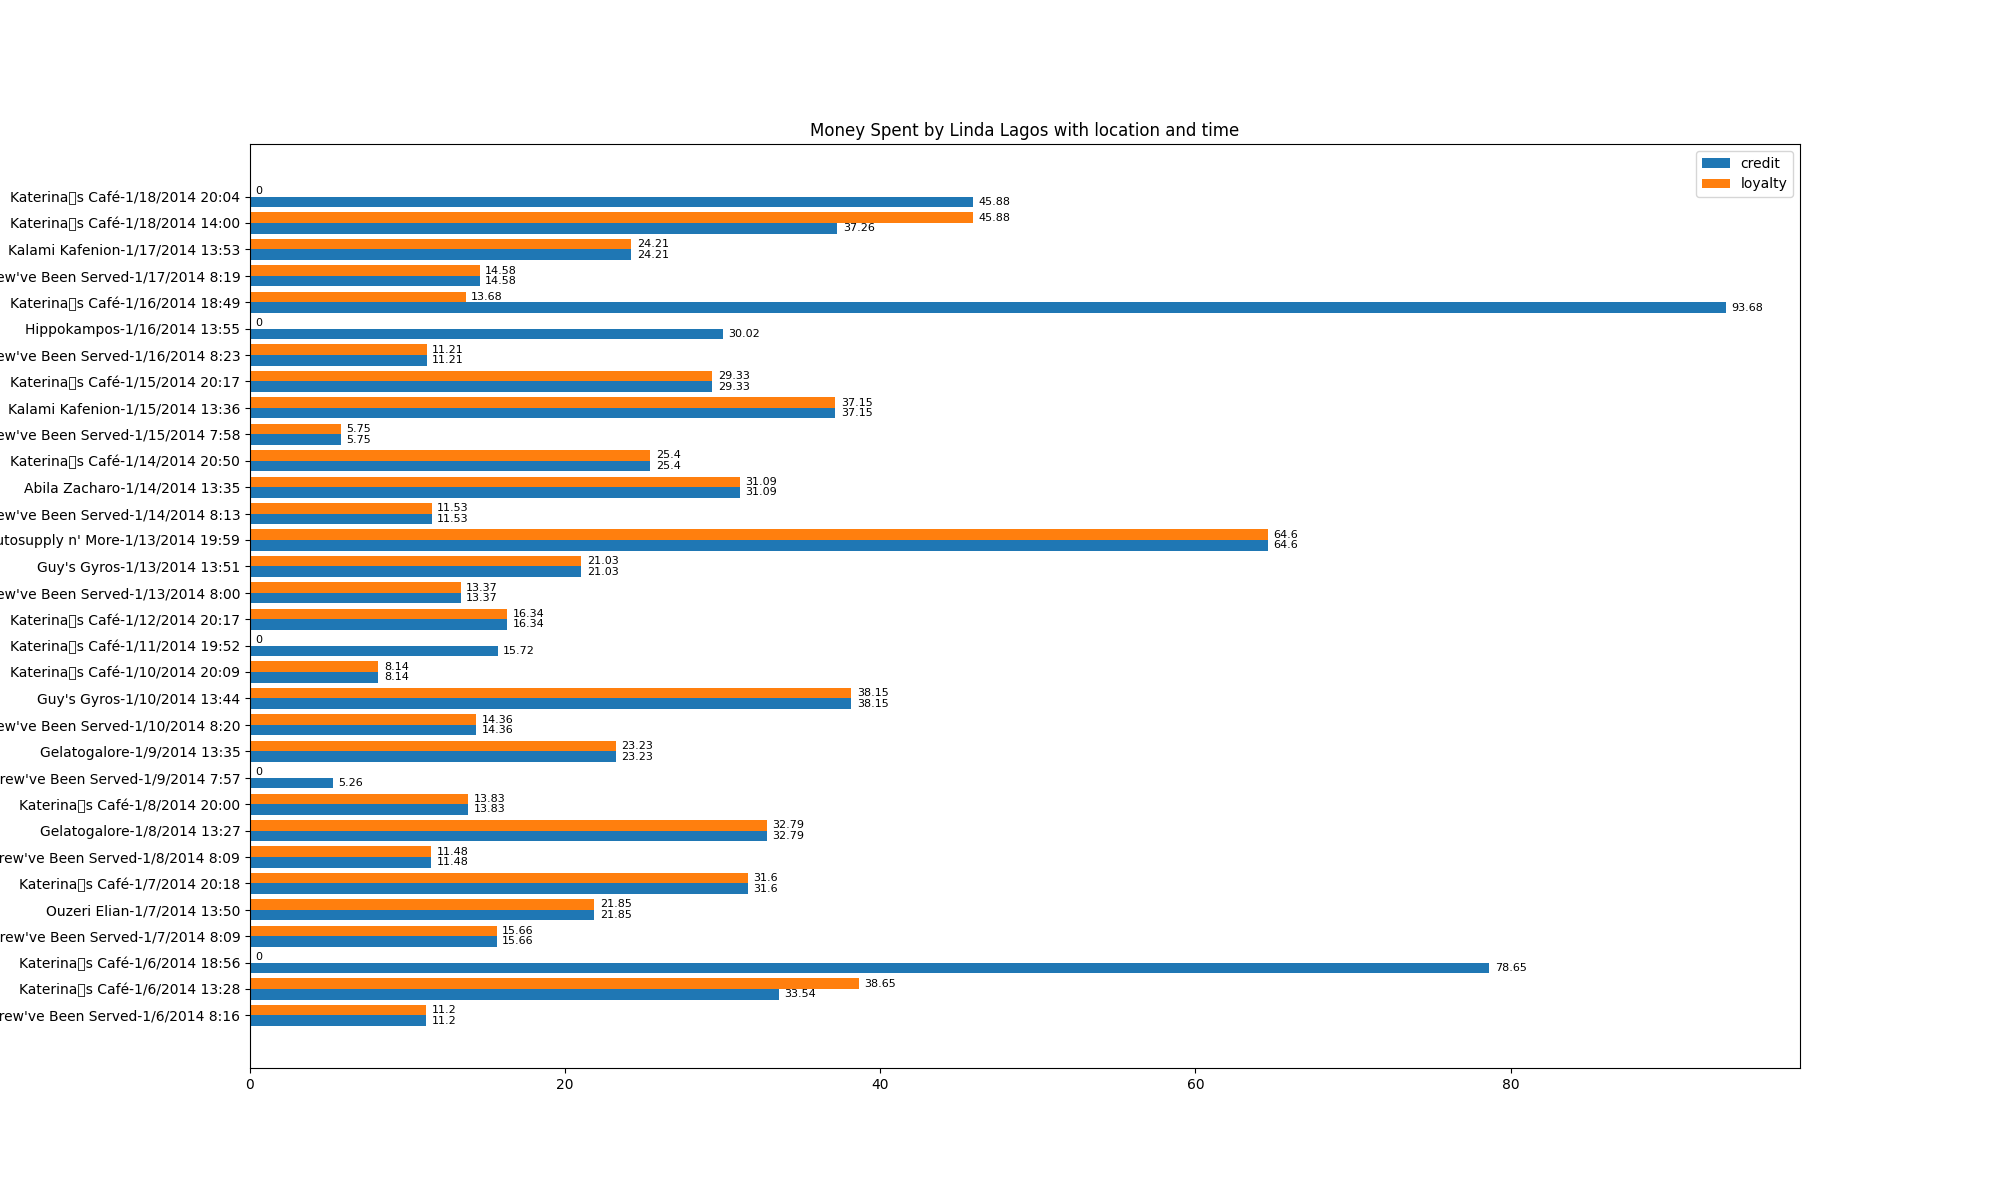 Money Spent by Linda Lagos with location and time
credit
loyalty
Katerina▯s Café-1/18/2014 20:04
0
45.88
Katerina▯s Café-1/18/2014 14:00
45.88
37.26
Kalami Kafenion-1/17/2014 13:53
24.21
24.21
ew've Been Served-1/17/2014 8:19
14.58
14.58
Katerina▯s Café-1/16/2014 18:49
13.68
93.68
Hippokampos-1/16/2014 13:55
0
30.02
ew've Been Served-1/16/2014 8:23
11.21
11.21
Katerina▯s Café-1/15/2014 20:17
29.33
29.33
Kalami Kafenion-1/15/2014 13:36
37.15
37.15
ew've Been Served-1/15/2014 7:58
5.75
5.75
Katerina▯s Café-1/14/2014 20:50
25.4
25.4
Abila Zacharo-1/14/2014 13:35
31.09
31.09
ew've Been Served-1/14/2014 8:13
11.53
11.53
utosupply n' More-1/13/2014 19:59
64.6
64.6
Guy's Gyros-1/13/2014 13:51
21.03
21.03
ew've Been Served-1/13/2014 8:00
13.37
13.37
Katerina▯s Café-1/12/2014 20:17
16.34
16.34
Katerina▯s Café-1/11/2014 19:52
0
15.72
Katerina▯s Café-1/10/2014 20:09
8.14
8.14
Guy's Gyros-1/10/2014 13:44
38.15
38.15
ew've Been Served-1/10/2014 8:20
14.36
14.36
Gelatogalore-1/9/2014 13:35
23.23
23.23
rew've Been Served-1/9/2014 7:57
0
5.26
Katerina▯s Café-1/8/2014 20:00
13.83
13.83
Gelatogalore-1/8/2014 13:27
32.79
32.79
rew've Been Served-1/8/2014 8:09
11.48
11.48
Katerina▯s Café-1/7/2014 20:18
31.6
31.6
Ouzeri Elian-1/7/2014 13:50
21.85
21.85
rew've Been Served-1/7/2014 8:09
15.66
15.66
Katerina▯s Café-1/6/2014 18:56
0
78.65
Katerina▯s Café-1/6/2014 13:28
38.65
33.54
rew've Been Served-1/6/2014 8:16
11.2
11.2
0 20 40 60 80